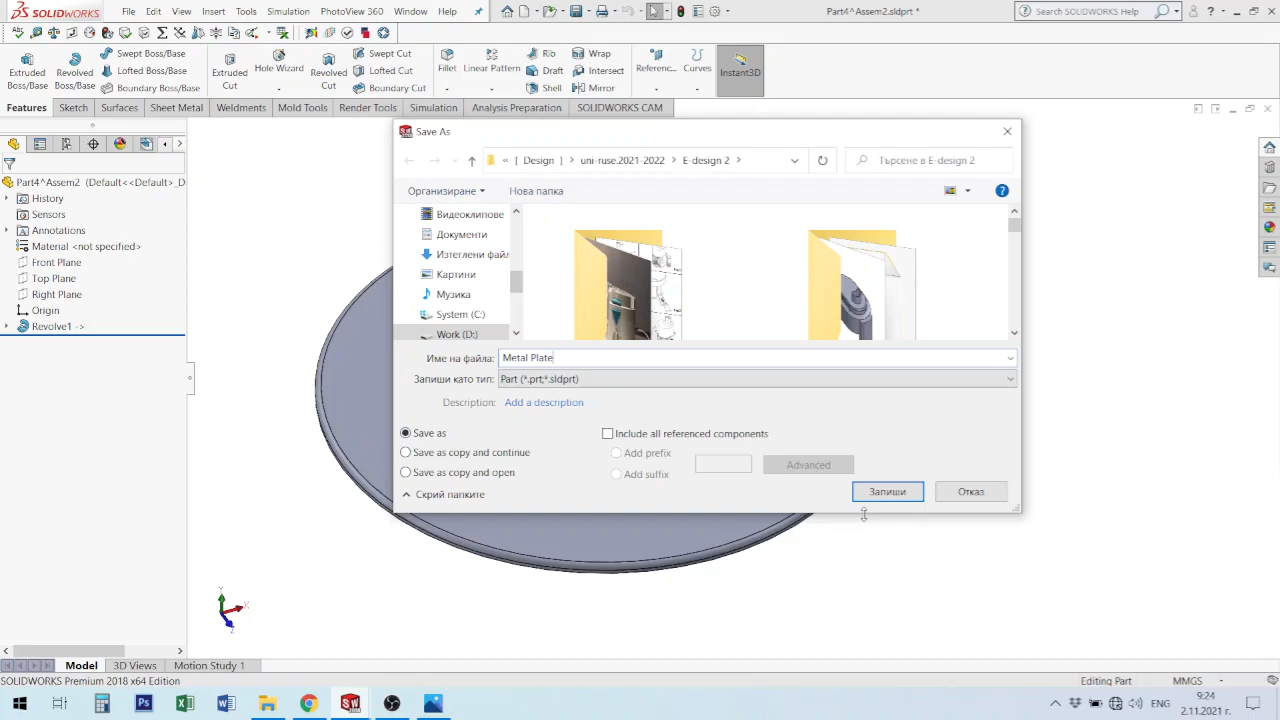 SOLIDWORKS File Edit View Insert Tools Simulation PhotoView 360 Window Help Part4^Assem2.sldprt * Search SOLIDWORKS Help
Extruded Boss/Base
Revolved Boss/Base
Swept Boss/Base
Lofted Boss/Base
Boundary Boss/Base
Extruded Cut
Hole Wizard
Revolved Cut
Swept Cut
Lofted Cut
Boundary Cut
Fillet
Linear Pattern
Rib
Draft
Shell
Wrap
Intersect
Mirror
Referenc...
Curves
Instant3D
Features Sketch Surfaces Sheet Metal Weldments Mold Tools Render Tools Simulation Analysis Preparation SOLIDWORKS CAM
Part4^Assem2 (Default<<Default>_D
History
Sensors
Annotations
Material <not specified>
Front Plane
Top Plane
Right Plane
Origin
Revolve1 ->
Save As
« [ Design ] › uni-ruse.2021-2022 › E-design 2 ›
Търсене в E-design 2
Организиране Нова папка
Видеоклипове
Документи
Изтеглени файл
Картини
Музика
System (C:)
Work (D:)
Име на файла: Metal Plate
Запиши като тип: Part (*.prt;*.sldprt)
Description: Add a description
Save as
Save as copy and continue
Save as copy and open
Include all referenced components
Add prefix
Add suffix
Advanced
Скрий папките
Запиши Отказ
Y
X
Z
Model 3D Views Motion Study 1
SOLIDWORKS Premium 2018 x64 Edition Editing Part MMGS
ЕНГ 9:24
2.11.2021 г.